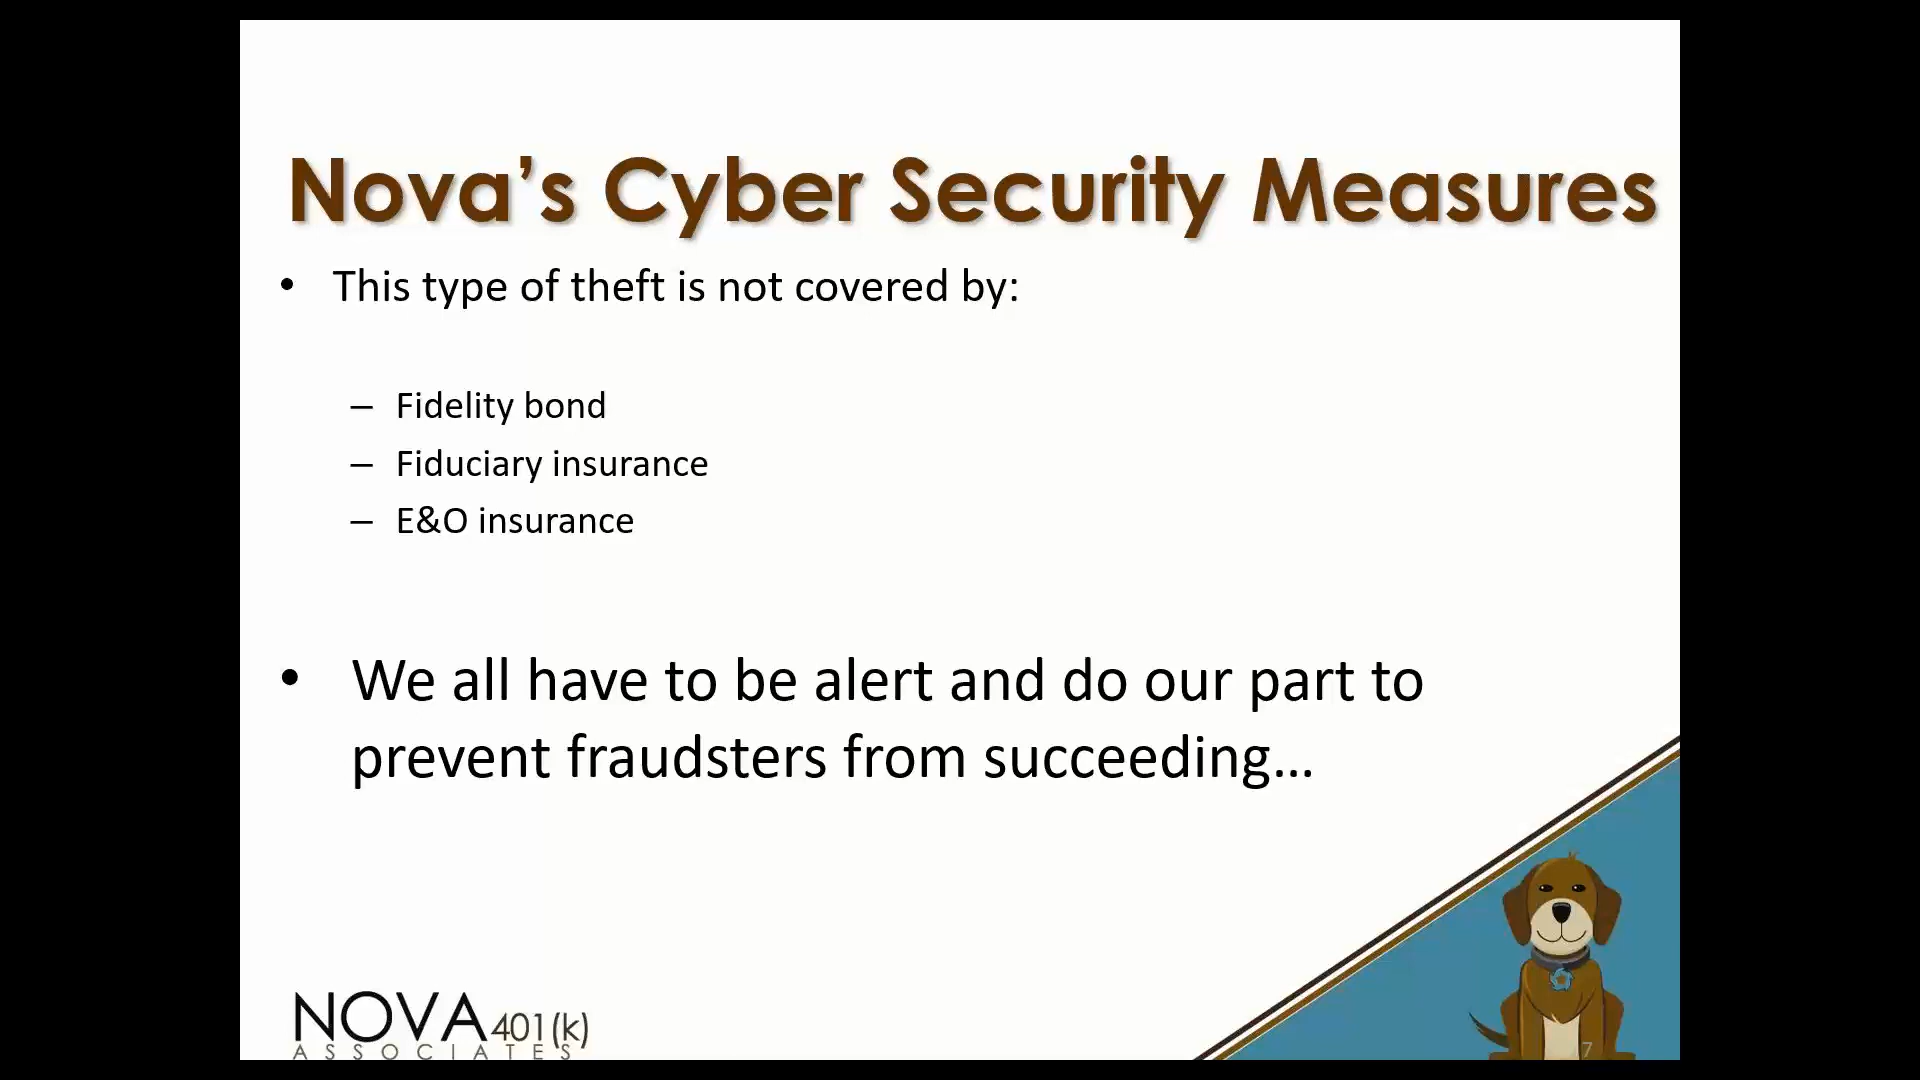 Nova’s Cyber Security Measures
• This type of theft is not covered by:
– Fidelity bond
– Fiduciary insurance
– E&O insurance
• We all have to be alert and do our part to
prevent fraudsters from succeeding…
NOVA 401(k)
ASSOCIATES
7